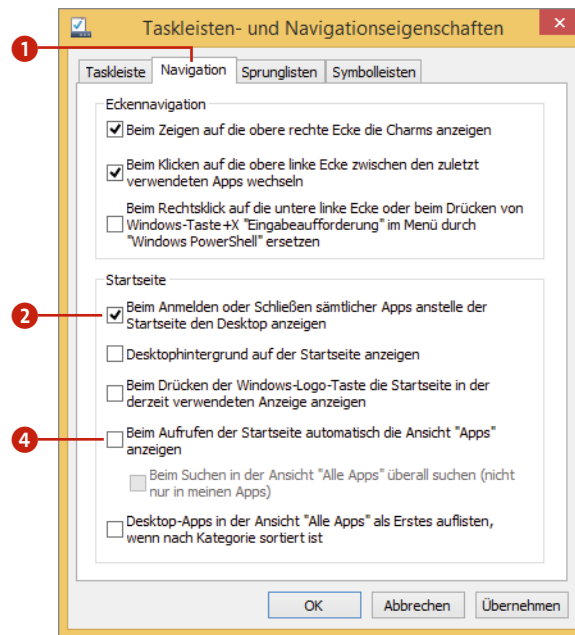 Taskleisten- und Navigationseigenschaften
1
Taskleiste Navigation Sprunglisten Symbolleisten
Eckennavigation
Beim Zeigen auf die obere rechte Ecke die Charms anzeigen
Beim Klicken auf die obere linke Ecke zwischen den zuletzt
verwendeten Apps wechseln
Beim Rechtsklick auf die untere linke Ecke oder beim Drücken von
Windows-Taste+X "Eingabeaufforderung" im Menü durch
"Windows PowerShell" ersetzen
Startseite
2
Beim Anmelden oder Schließen sämtlicher Apps anstelle der
Startseite den Desktop anzeigen
Desktophintergrund auf der Startseite anzeigen
Beim Drücken der Windows-Logo-Taste die Startseite in der
derzeit verwendeten Anzeige anzeigen
4
Beim Aufrufen der Startseite automatisch die Ansicht "Apps"
anzeigen
Beim Suchen in der Ansicht "Alle Apps" überall suchen (nicht
nur in meinen Apps)
Desktop-Apps in der Ansicht "Alle Apps" als Erstes auflisten,
wenn nach Kategorie sortiert ist
OK Abbrechen Übernehmen